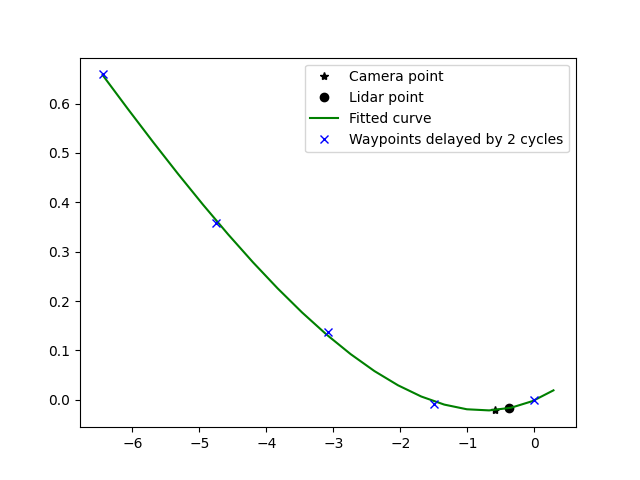 Camera point
Lidar point
Fitted curve
Waypoints delayed by 2 cycles
0.6
0.5
0.4
0.3
0.2
0.1
0.0
−6 −5 −4 −3 −2 −1 0